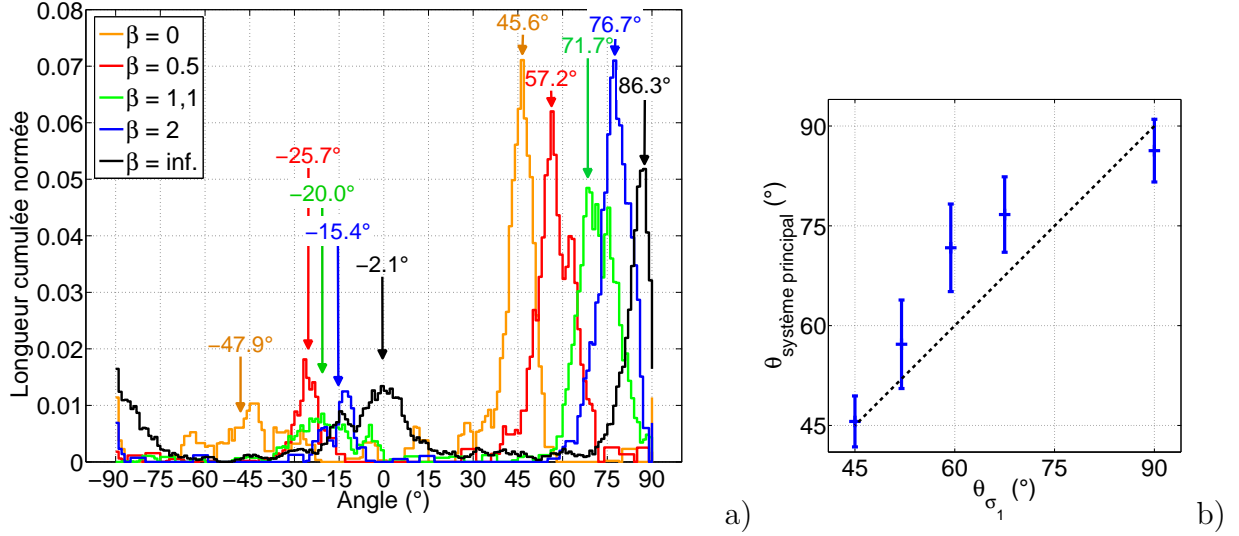 0.08
0.07
0.06
0.05
0.04
0.03
0.02
0.01
0
Longueur cumulée normée
β = 0
β = 0.5
β = 1,1
β = 2
β = inf.
45.6°
76.7°
71.7°
57.2°
86.3°
−25.7°
−20.0°
−15.4°
−2.1°
−47.9°
−90 −75 −60 −45 −30 −15 0 15 30 45 60 75 90
Angle (°)
a)
90
75
60
45
θsystème principal (°)
45 60 75 90
θσ1 (°)
b)